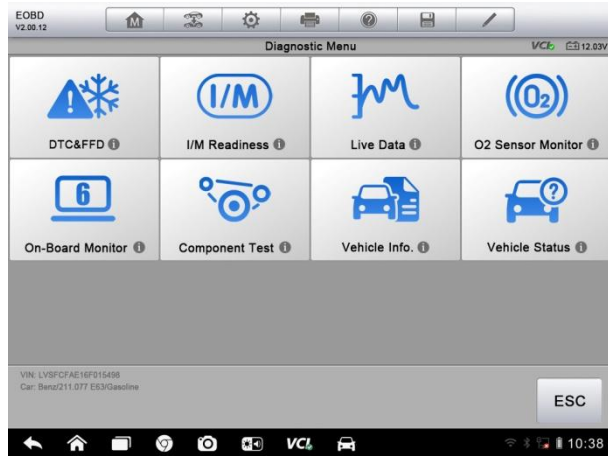 EOBD
V2.00.12
M
?
Diagnostic Menu
VCI 12.03V
DTC&FFD i
I/M
I/M Readiness i
Live Data i
O2
O2 Sensor Monitor i
6
On-Board Monitor i
Component Test i
Vehicle Info. i
?
Vehicle Status i
VIN: LVSFCFAE16F015498
Car: Benz/211.077 E63/Gasoline
ESC
VCI
10:38